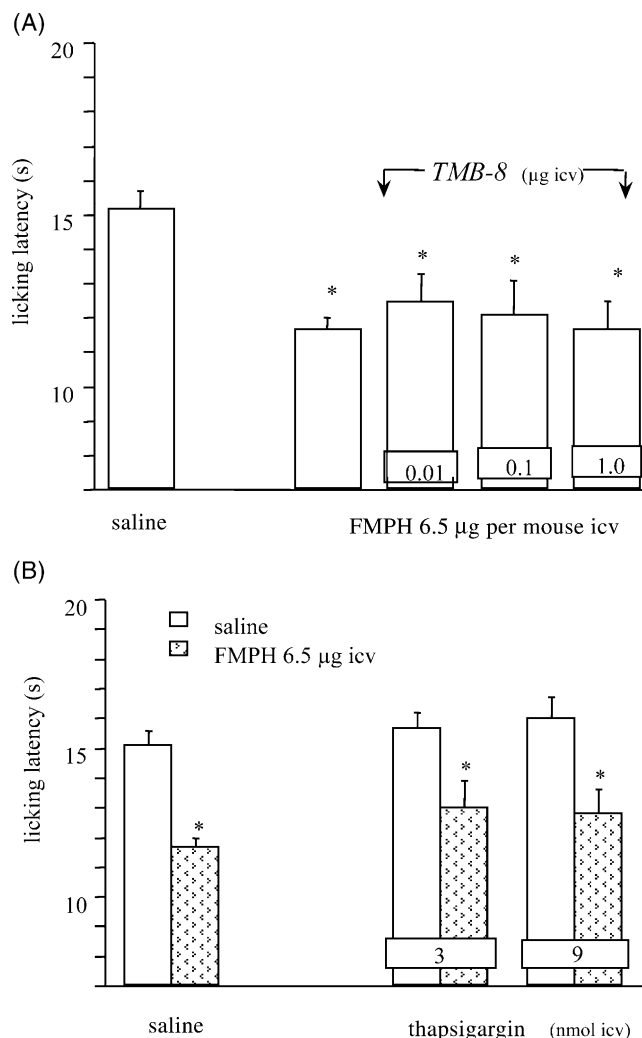 (A)
20
15
10
licking latency (s)
TMB-8 (µg icv)
* * * *
0.01 0.1 1.0
saline FMPH 6.5 µg per mouse icv
(B)
20
15
10
licking latency (s)
saline
FMPH 6.5 µg icv
* * *
3 9
saline thapsigargin (nmol icv)